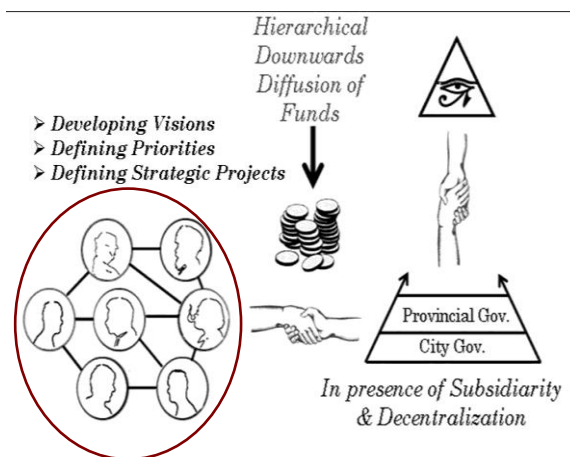 Hierarchical
Downwards
Diffusion of
Funds
➢ Developing Visions
➢ Defining Priorities
➢ Defining Strategic Projects
Provincial Gov.
City Gov.
In presence of Subsidiarity
& Decentralization